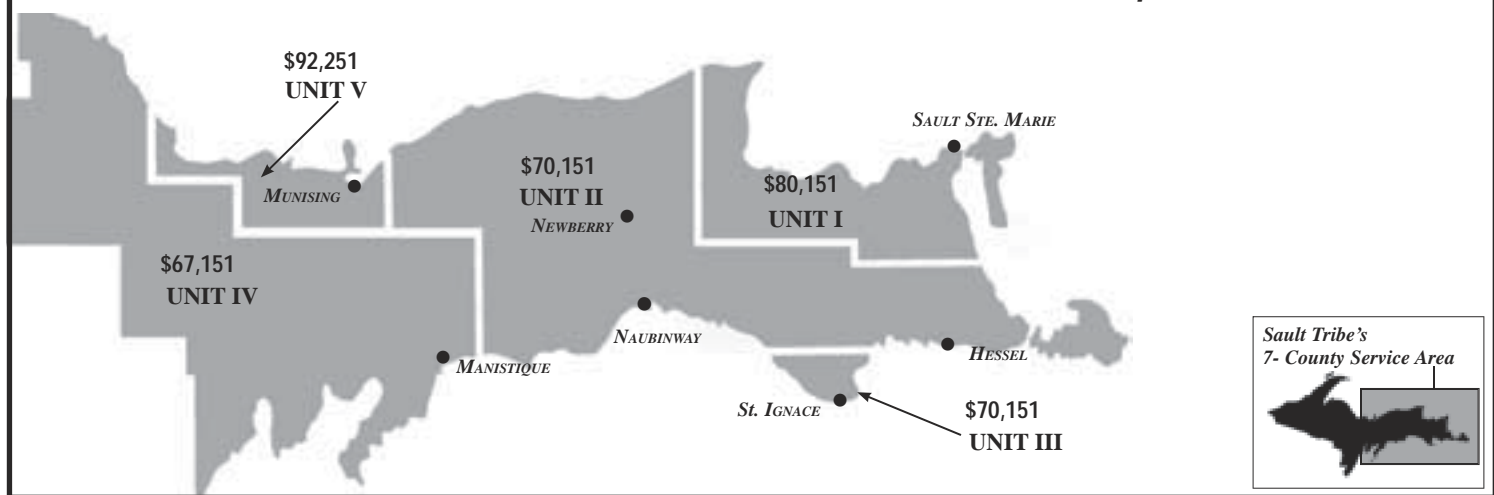 $92,251
UNIT V
MUNISING
$70,151
UNIT II
NEWBERRY
SAULT STE. MARIE
$80,151
UNIT I
$67,151
UNIT IV
MANISTIQUE
NAUBINWAY
HESSEL
St. IGNACE
$70,151
UNIT III
Sault Tribe's
7- County Service Area